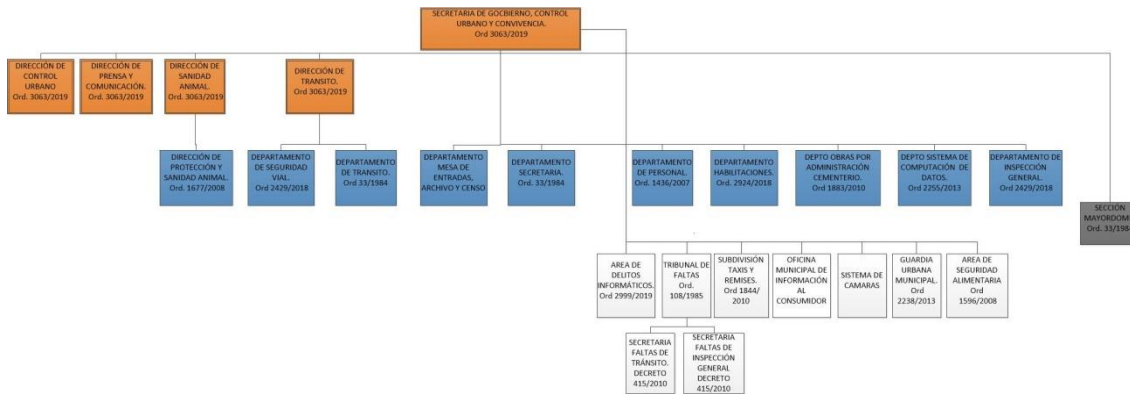 SECRETARIA DE GOCBIERNO, CONTROL
URBANO Y CONVIVENCIA.
Ord 3063/2019
DIRECCIÓN DE
CONTROL
URBANO
Ord. 3063/2019
DIRECCIÓN DE
PRENSA Y
COMUNICACIÓN.
Ord. 3063/2019
DIRECCIÓN DE
SANIDAD
ANIMAL.
Ord. 3063/2019
DIRECCIÓN DE
TRANSITO.
Ord 3063/2019
DIRECCIÓN DE
PROTECCIÓN Y
SANIDAD ANIMAL.
Ord. 1677/2008
DEPARTAMENTO
DE SEGURIDAD
VIAL.
Ord 2429/2018
DEPARTAMENTO
DE TRANSITO.
Ord 33/1984
DEPARTAMENTO
MESA DE
ENTRADAS,
ARCHIVO Y CENSO
DEPARTAMENTO
SECRETARIA.
Ord. 33/1984
DEPARTAMENTO
DE PERSONAL.
Ord. 1436/2007
DEPARTAMENTO
HABILITACIONES.
Ord. 2924/2018
DEPTO OBRAS POR
ADMINISTRACIÓN
CEMENTERIO.
Ord 1883/2010
DEPTO SISTEMA DE
COMPUTACIÓN DE
DATOS.
Ord 2255/2013
DEPARTAMENTO
DE INSPECCIÓN
GENERAL.
Ord 2429/2018
SECCIÓN
MAYORDOM
Ord. 33/198
AREA DE
DELITOS
INFORMÁTICOS.
Ord 2999/2019
TRIBUNAL DE
FALTAS
Ord.
108/1985
SUBDIVISIÓN
TAXIS Y
REMISES.
Ord 1844/
2010
OFICINA
MUNICIPAL DE
INFORMACIÓN
AL
CONSUMIDOR
SISTEMA DE
CAMARAS
GUARDIA
URBANA
MUNICIPAL.
Ord
2238/2013
AREA DE
SEGURIDAD
ALIMENTARIA
Ord
1596/2008
SECRETARIA
FALTAS DE
TRÁNSITO.
DECRETO
415/2010
SECRETARIA
FALTAS DE
INSPECCIÓN
GENERAL
DECRETO
415/2010